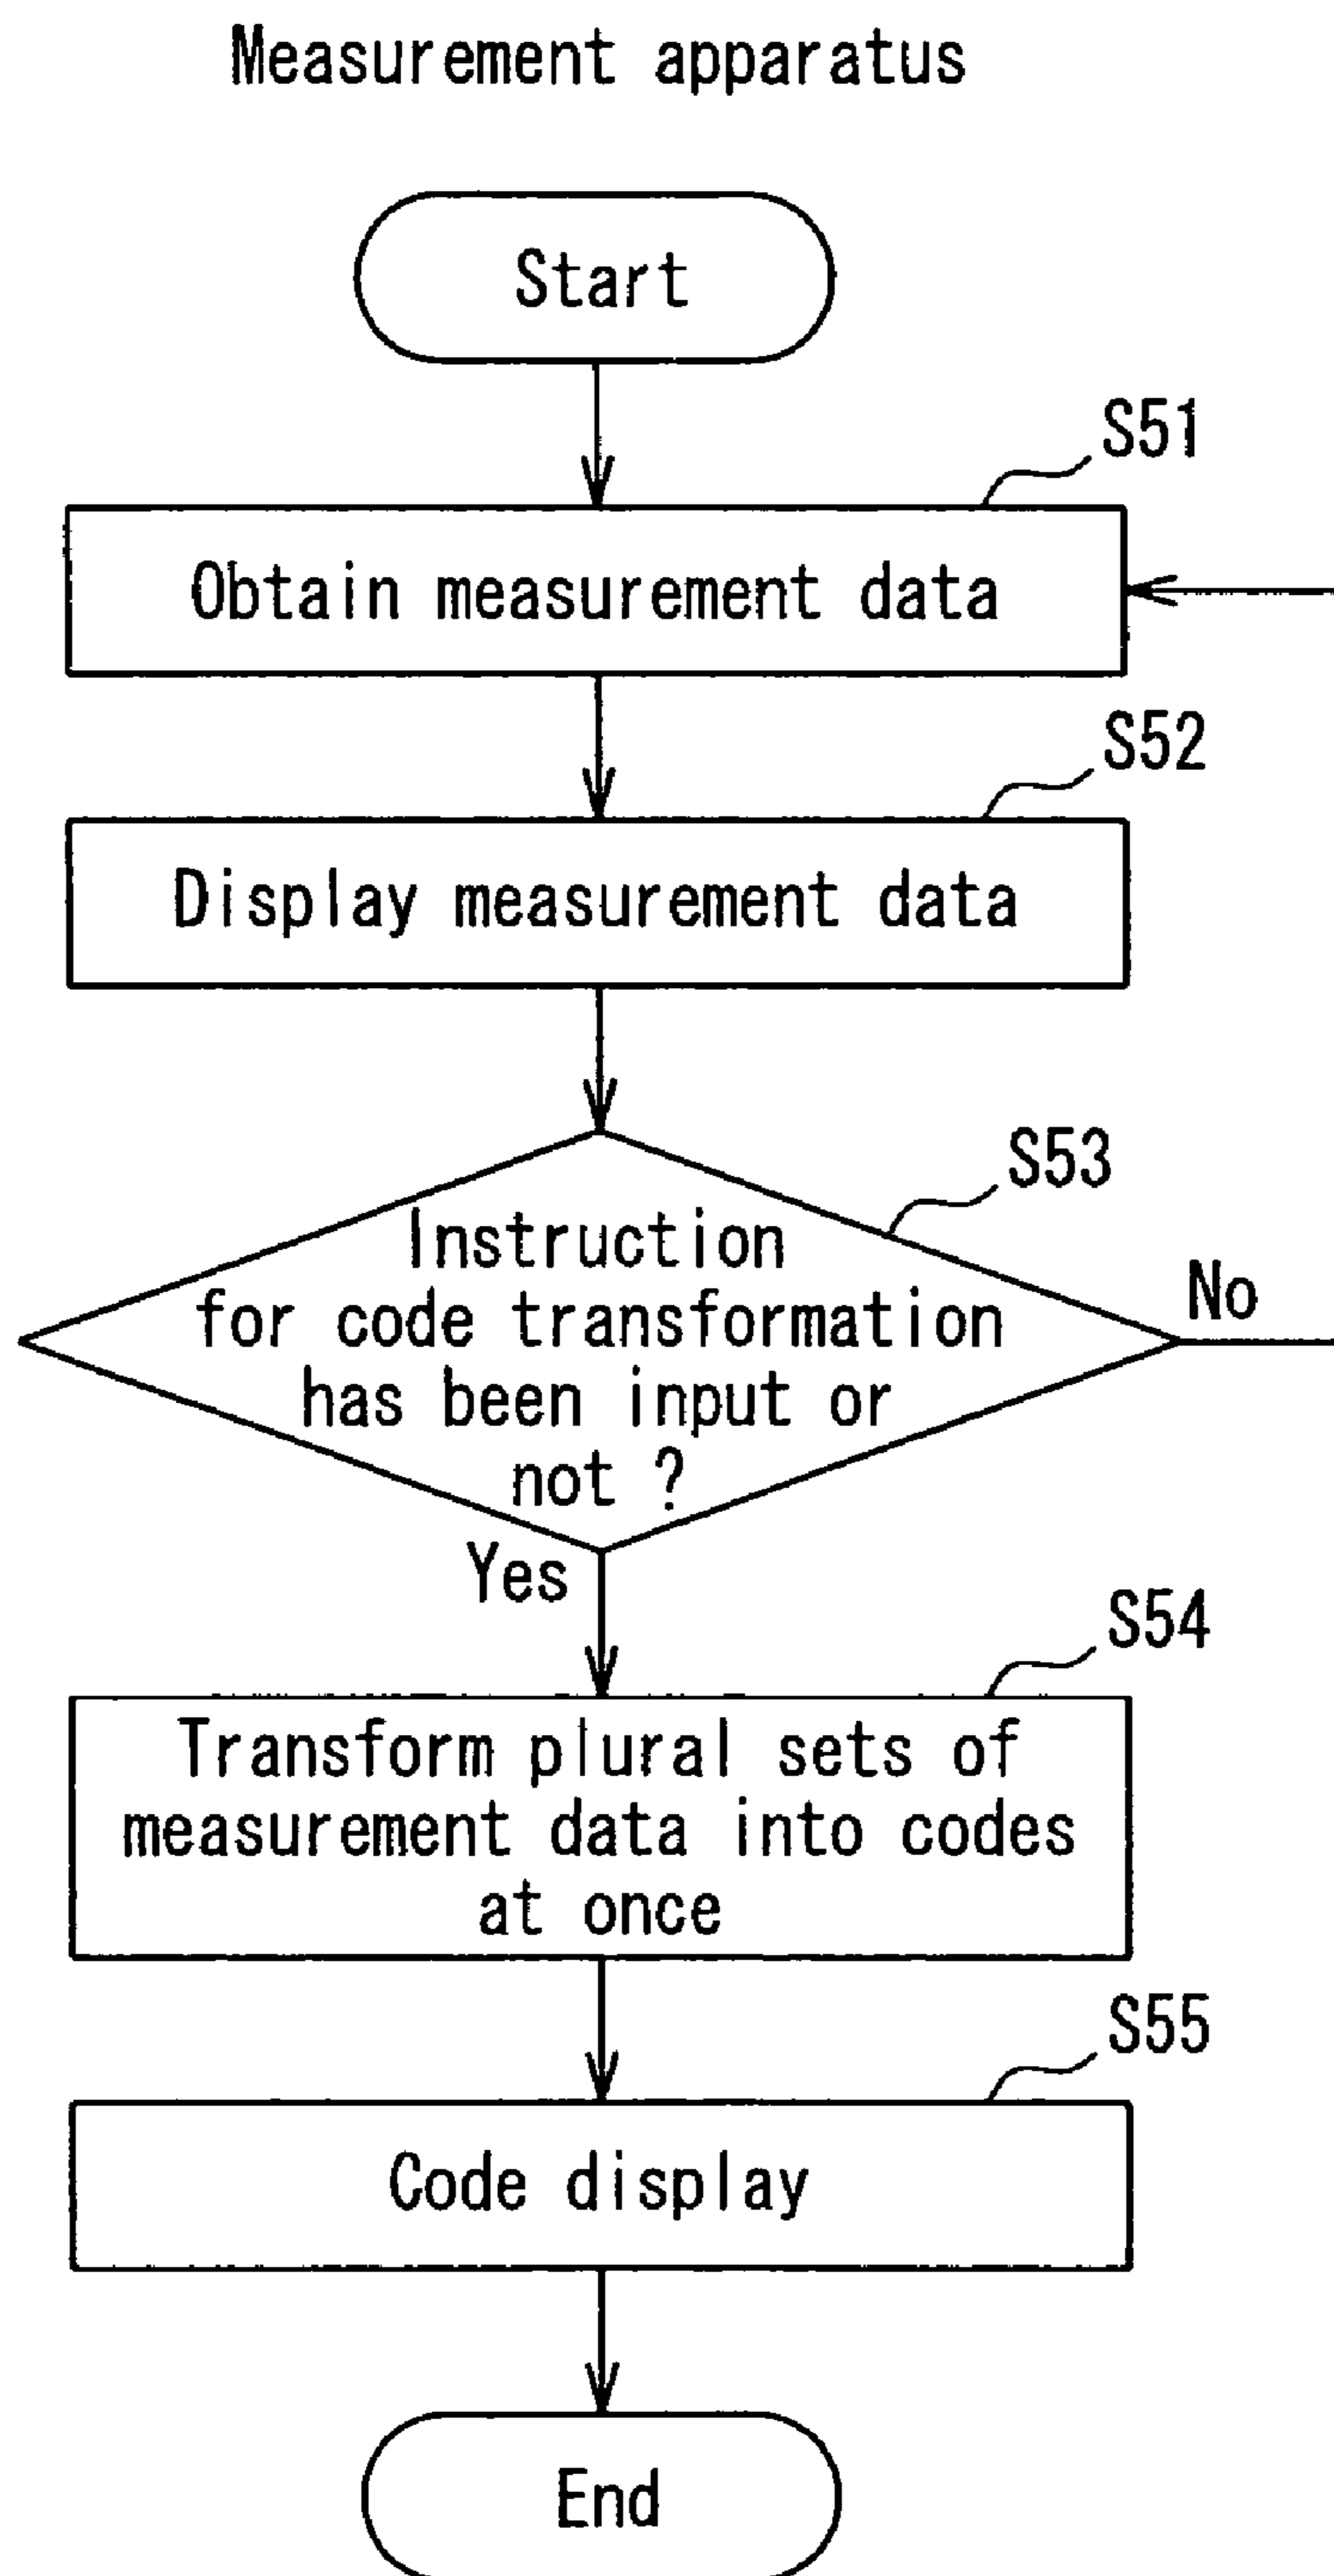 Measurement apparatus
Start
S51
Obtain measurement data
S52
Display measurement data
S53
Instruction
for code transformation
has been input or
not ?
No
Yes
S54
Transform plural sets of
measurement data into codes
at once
S55
Code display
End